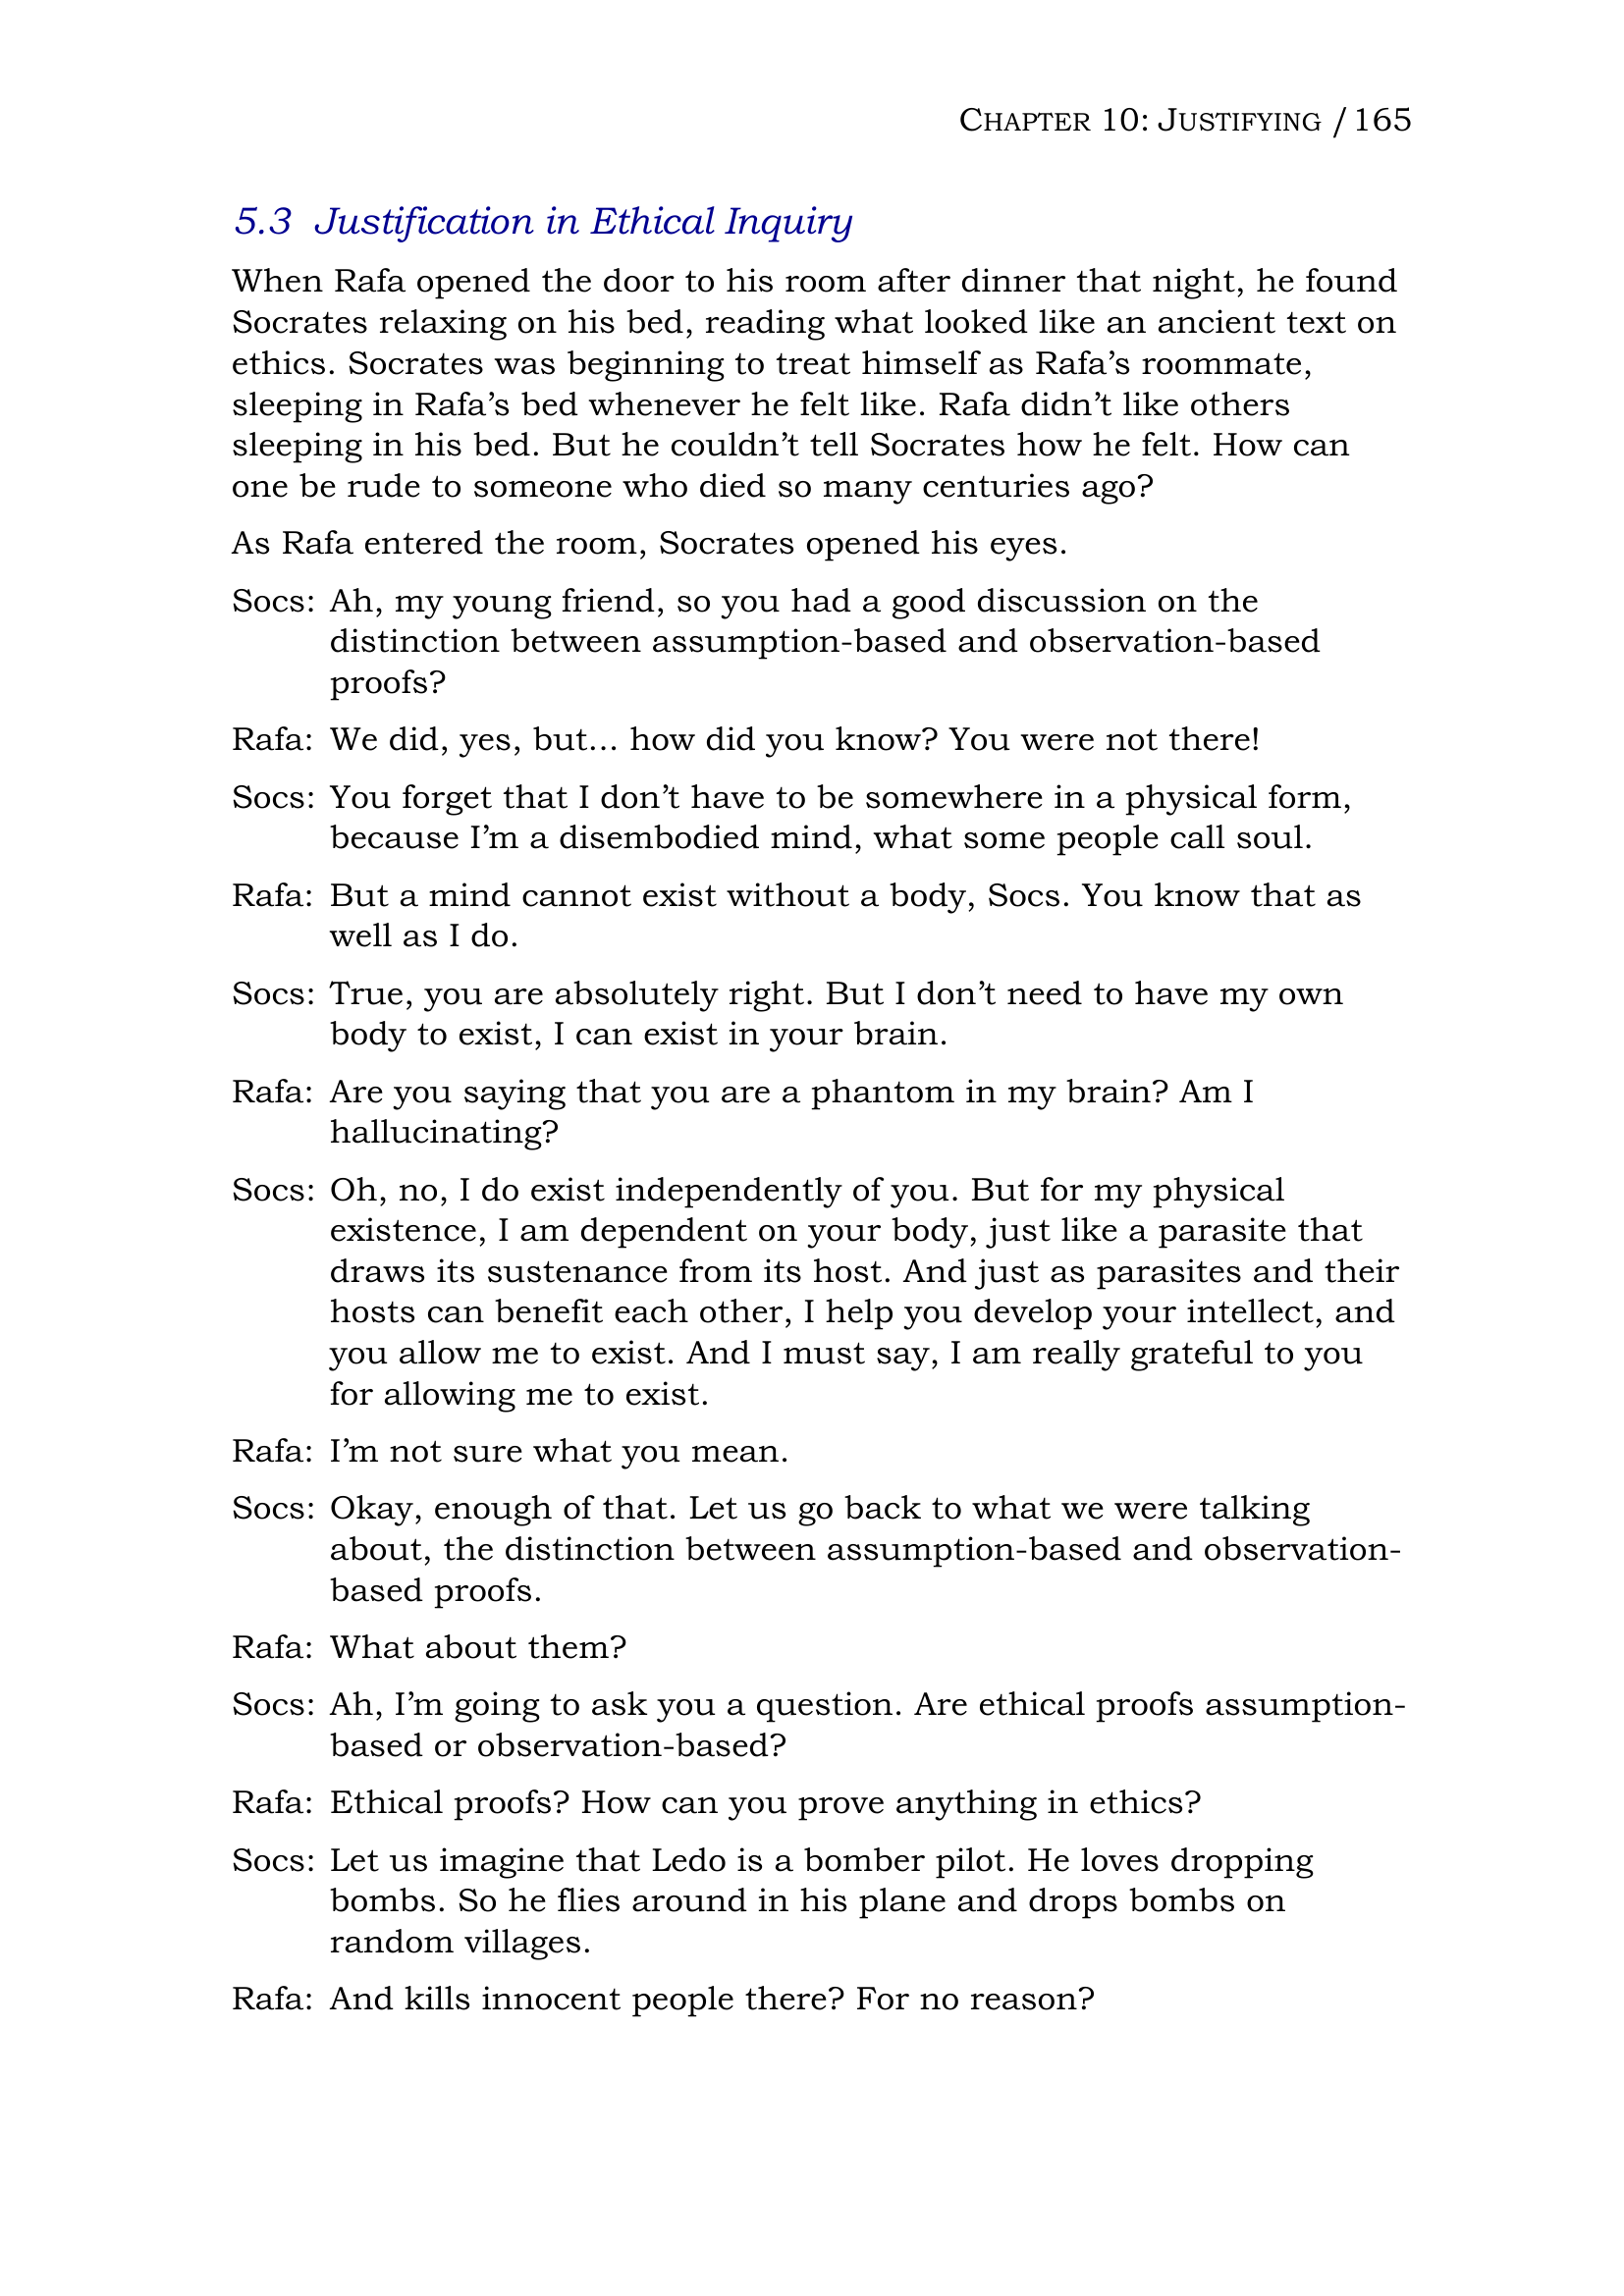 CHAPTER 10: JUSTIFYING / 165
5.3 Justification in Ethical Inquiry
When Rafa opened the door to his room after dinner that night, he found
Socrates relaxing on his bed, reading what looked like an ancient text on
ethics. Socrates was beginning to treat himself as Rafa’s roommate,
sleeping in Rafa’s bed whenever he felt like. Rafa didn’t like others
sleeping in his bed. But he couldn’t tell Socrates how he felt. How can
one be rude to someone who died so many centuries ago?
As Rafa entered the room, Socrates opened his eyes.
Socs: Ah, my young friend, so you had a good discussion on the
distinction between assumption-based and observation-based
proofs?
Rafa: We did, yes, but… how did you know? You were not there!
Socs: You forget that I don’t have to be somewhere in a physical form,
because I’m a disembodied mind, what some people call soul.
Rafa: But a mind cannot exist without a body, Socs. You know that as
well as I do.
Socs: True, you are absolutely right. But I don’t need to have my own
body to exist, I can exist in your brain.
Rafa: Are you saying that you are a phantom in my brain? Am I
hallucinating?
Socs: Oh, no, I do exist independently of you. But for my physical
existence, I am dependent on your body, just like a parasite that
draws its sustenance from its host. And just as parasites and their
hosts can benefit each other, I help you develop your intellect, and
you allow me to exist. And I must say, I am really grateful to you
for allowing me to exist.
Rafa: I’m not sure what you mean.
Socs: Okay, enough of that. Let us go back to what we were talking
about, the distinction between assumption-based and observation-
based proofs.
Rafa: What about them?
Socs: Ah, I’m going to ask you a question. Are ethical proofs assumption-
based or observation-based?
Rafa: Ethical proofs? How can you prove anything in ethics?
Socs: Let us imagine that Ledo is a bomber pilot. He loves dropping
bombs. So he flies around in his plane and drops bombs on
random villages.
Rafa: And kills innocent people there? For no reason?